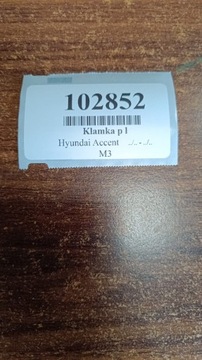 102852
Klamka p l
Hyundai Accent ../.. - ../..
M3